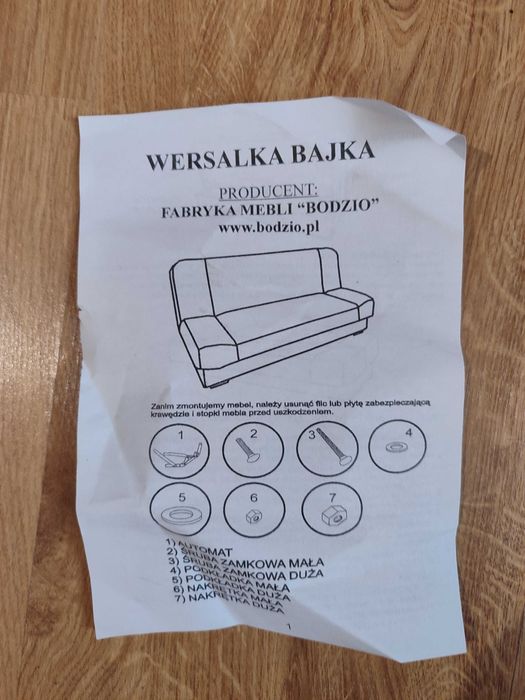 WERSALKA BAJKA
PRODUCENT:
FABRYKA MEBLI “BODZIO”
www.bodzio.pl
Zanim zmontujemy mebel, należy usunąć filc lub płytę zabezpieczającą
krawędzie i stopki mebla przed uszkodzeniem.
1 2 3 4
5 6 7
1) AUTOMAT
2) ŚRUBA ZAMKOWA MAŁA
3) ŚRUBA ZAMKOWA DUŻA
4) PODKŁADKA MAŁA
5) PODKŁADKA DUŻA
6) NAKRĘTKA MAŁA
7) NAKRĘTKA DUŻA
1